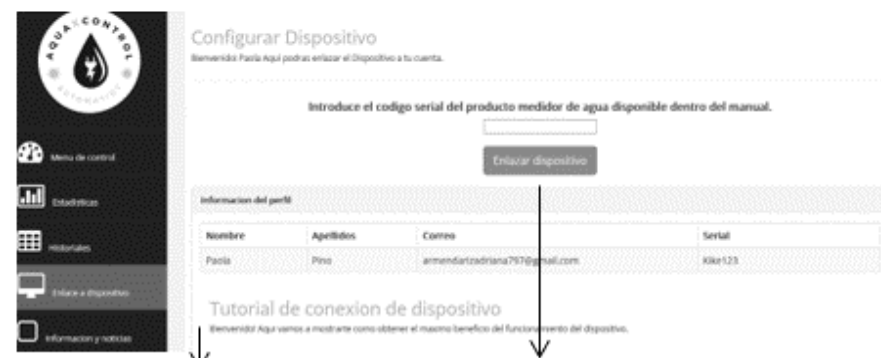 AQUAXCONTROL
Configurar Dispositivo
Bienvenido! Paola Aqui podras enlazar el Dispositivo a tu cuenta.
Introduce el codigo serial del producto medidor de agua disponible dentro del manual.
Enlazar dispositivo
Menu de control
Estadisticas
Historiales
Enlace a dispositivo
Informacion y noticias
Informacion del perfil
Nombre Apellidos Correo Serial
Paola Pino armendarizadriana797@gmail.com Kike123
Tutorial de conexion de dispositivo
Bienvenido! Aqui vamos a mostrarte como obtener el maximo beneficio del funcionamiento del dispositivo.